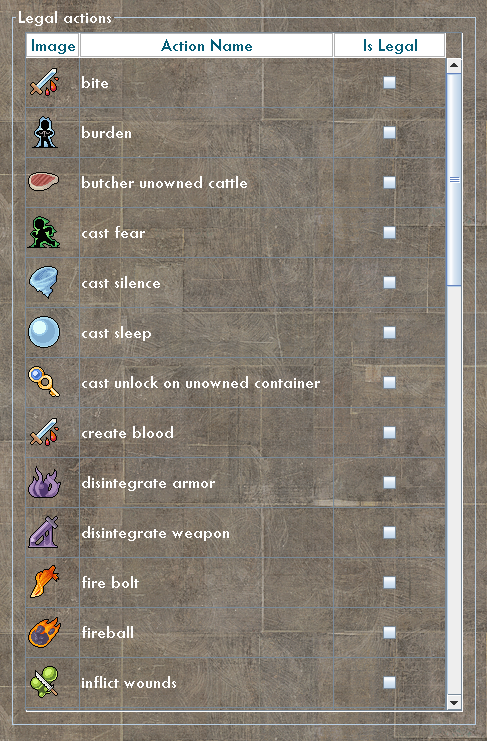 Legal actions
Image Action Name Is Legal
bite
burden
butcher unowned cattle
cast fear
cast silence
cast sleep
cast unlock on unowned container
create blood
disintegrate armor
disintegrate weapon
fire bolt
fireball
inflict wounds